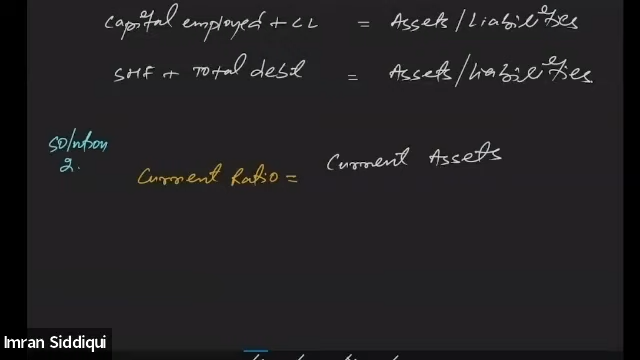 Capital employed + CL = Assets/Liabilities
SHF + Total debt = Assets/Liabilities
Solution
2.
Current Assets
Current Ratio =
Imran Siddiqui